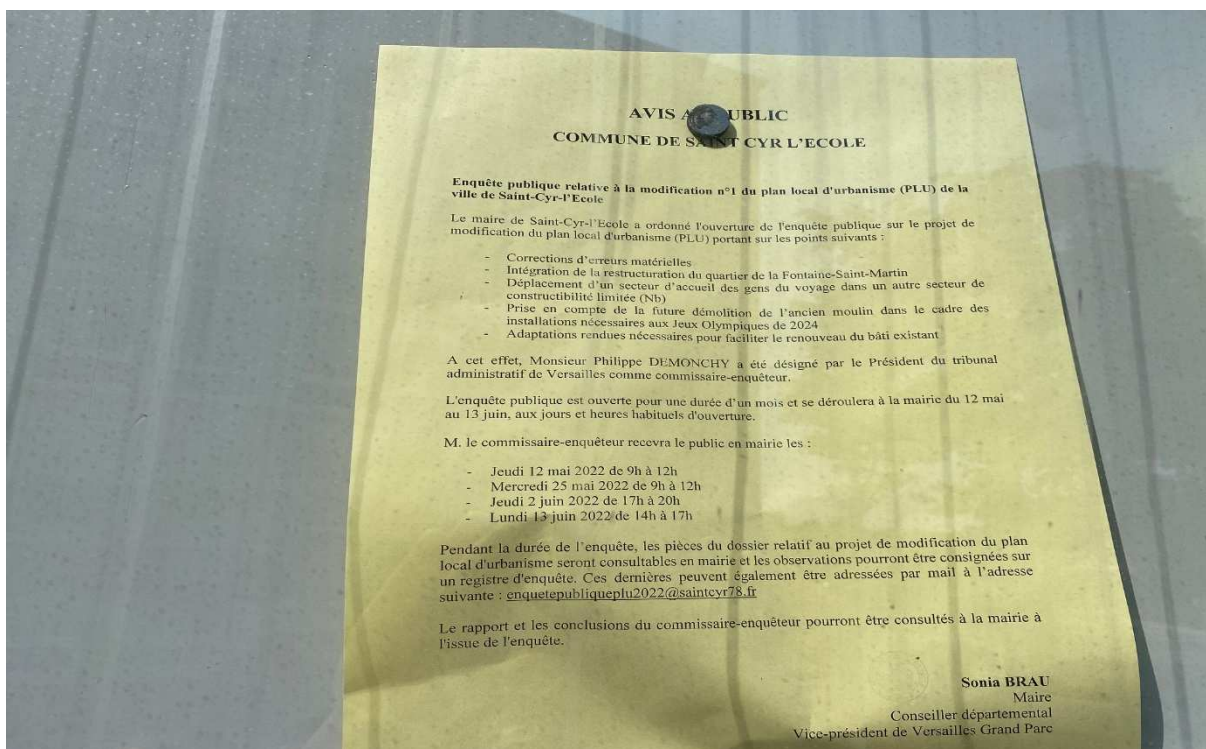 AVIS A UBLIC
COMMUNE DE SAINT CYR L'ECOLE
Enquête publique relative à la modification n°1 du plan local d'urbanisme (PLU) de la
ville de Saint-Cyr-l'Ecole
Le maire de Saint-Cyr-l'Ecole a ordonné l'ouverture de l'enquête publique sur le projet de
modification du plan local d'urbanisme (PLU) portant sur les points suivants :
- Corrections d'erreurs matérielles
- Intégration de la restructuration du quartier de la Fontaine-Saint-Martin
- Déplacement d'un secteur d'accueil des gens du voyage dans un autre secteur de
constructibilité limitée (Nb)
- Prise en compte de la future démolition de l'ancien moulin dans le cadre des
installations nécessaires aux Jeux Olympiques de 2024
- Adaptations rendues nécessaires pour faciliter le renouveau du bâti existant
A cet effet, Monsieur Philippe DEMONCHY a été désigné par le Président du tribunal
administratif de Versailles comme commissaire-enquêteur.
L'enquête publique est ouverte pour une durée d'un mois et se déroulera à la mairie du 12 mai
au 13 juin, aux jours et heures habituels d'ouverture.
M. le commissaire-enquêteur recevra le public en mairie les :
- Jeudi 12 mai 2022 de 9h à 12h
- Mercredi 25 mai 2022 de 9h à 12h
- Jeudi 2 juin 2022 de 17h à 20h
- Lundi 13 juin 2022 de 14h à 17h
Pendant la durée de l'enquête, les pièces du dossier relatif au projet de modification du plan
local d'urbanisme seront consultables en mairie et les observations pourront être consignées sur
un registre d'enquête. Ces dernières peuvent également être adressées par mail à l'adresse
suivante : enquetepubliqueplu2022@saintcyr78.fr
Le rapport et les conclusions du commissaire-enquêteur pourront être consultés à la mairie à
l'issue de l'enquête.
Sonia BRAU
Maire
Conseiller départemental
Vice-président de Versailles Grand Parc